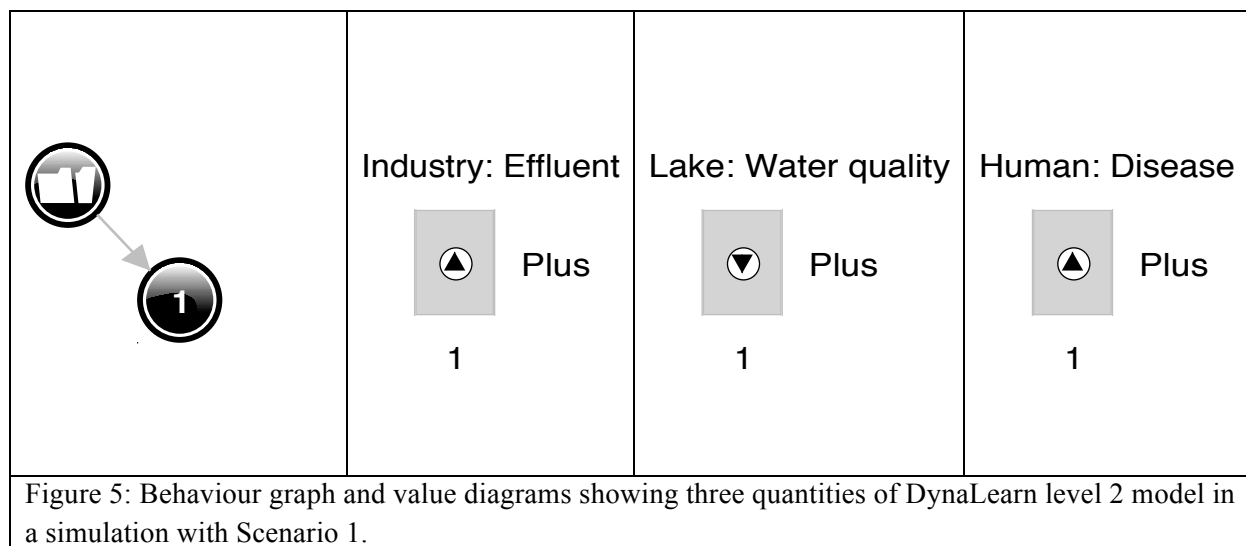 Industry: Effluent
Plus
1
Lake: Water quality
Plus
1
Human: Disease
Plus
1
1
Figure 5: Behaviour graph and value diagrams showing three quantities of DynaLearn level 2 model in
a simulation with Scenario 1.